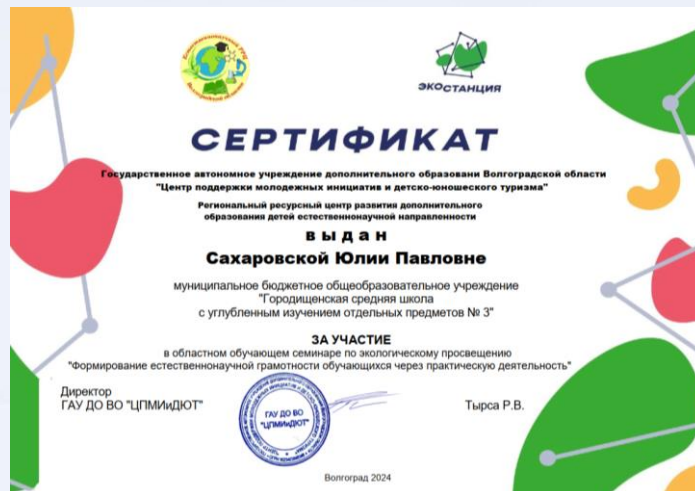 ЭКОСТАНЦИЯ
СЕРТИФИКАТ
Государственное автономное учреждение дополнительного образовани Волгоградской области
"Центр поддержки молодежных инициатив и детско-юношеского туризма"
Региональный ресурсный центр развития дополнительного
образования детей естественнонаучной направленности
выдан
Сахаровской Юлии Павловне
муниципальное бюджетное общеобразовательное учреждение
"Городищенская средняя школа
с углубленным изучением отдельных предметов № 3"
ЗА УЧАСТИЕ
в областном обучающем семинаре по экологическому просвещению
"Формирование естественнонаучной грамотности обучающихся через практическую деятельность"
Директор
ГАУ ДО ВО "ЦПМИиДЮТ"
ГАУ ДО ВО
"ЦПМИиДЮТ"
Тырса Р.В.
Волгоград 2024